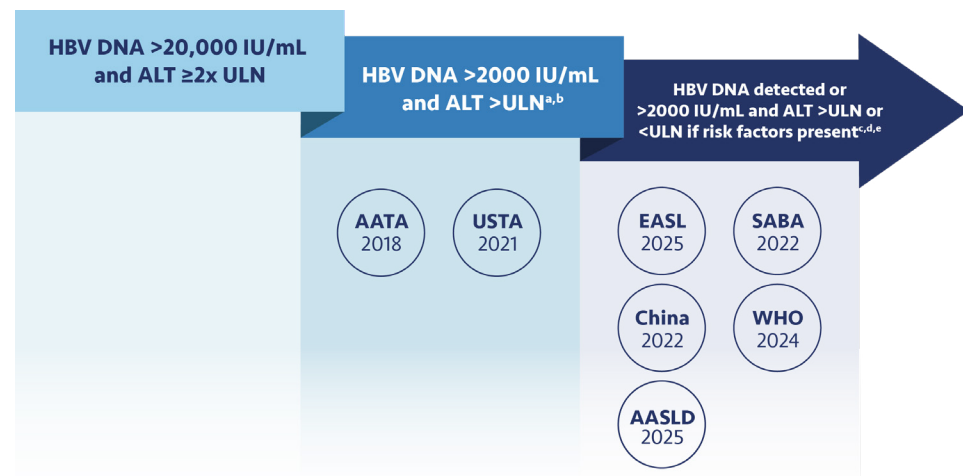 HBV DNA >20,000 IU/mL
and ALT ≥2x ULN
HBV DNA >2000 IU/mL
and ALT >ULNᵃ,ᵇ
HBV DNA detected or
>2000 IU/mL and ALT >ULN or
<ULN if risk factors presentᶜ,ᵈ,ᵉ
AATA
2018
USTA
2021
EASL
2025
SABA
2022
China
2022
WHO
2024
AASLD
2025